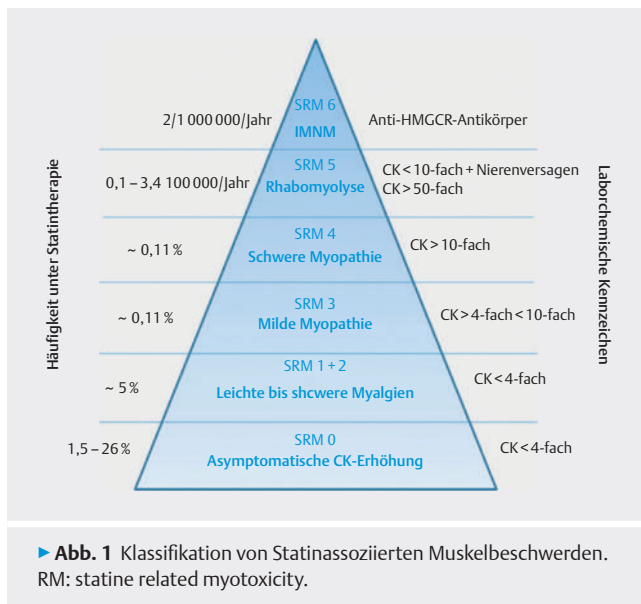 Häufigkeit unter Statintherapie
Laborchemische Kennzeichen
2/1 000 000/Jahr
SRM 6
IMNM
Anti-HMGCR-Antikörper
0,1 – 3,4 100 000/Jahr
SRM 5
Rhabomyolyse
CK < 10-fach + Nierenversagen
CK > 50-fach
~ 0,11 %
SRM 4
Schwere Myopathie
CK > 10-fach
~ 0,11 %
SRM 3
Milde Myopathie
CK > 4-fach < 10-fach
~ 5 %
SRM 1 + 2
Leichte bis shcwere Myalgien
CK < 4-fach
1,5 – 26 %
SRM 0
Asymptomatische CK-Erhöhung
CK < 4-fach
► Abb. 1 Klassifikation von Statinassoziierten Muskelbeschwerden.
RM: statine related myotoxicity.